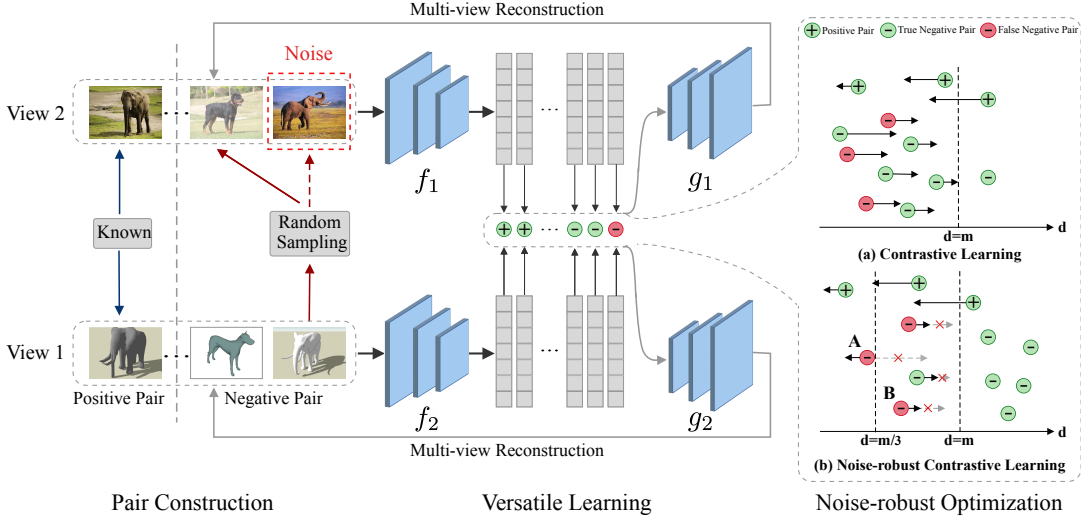 Multi-view Reconstruction
Noise
View 2
f1
g1
Known
Random
Sampling
View 1
Positive Pair
Negative Pair
f2
g2
Multi-view Reconstruction
Positive Pair
True Negative Pair
False Negative Pair
d=m
d
(a) Contrastive Learning
A
B
d=m/3
d=m
d
(b) Noise-robust Contrastive Learning
Pair Construction
Versatile Learning
Noise-robust Optimization